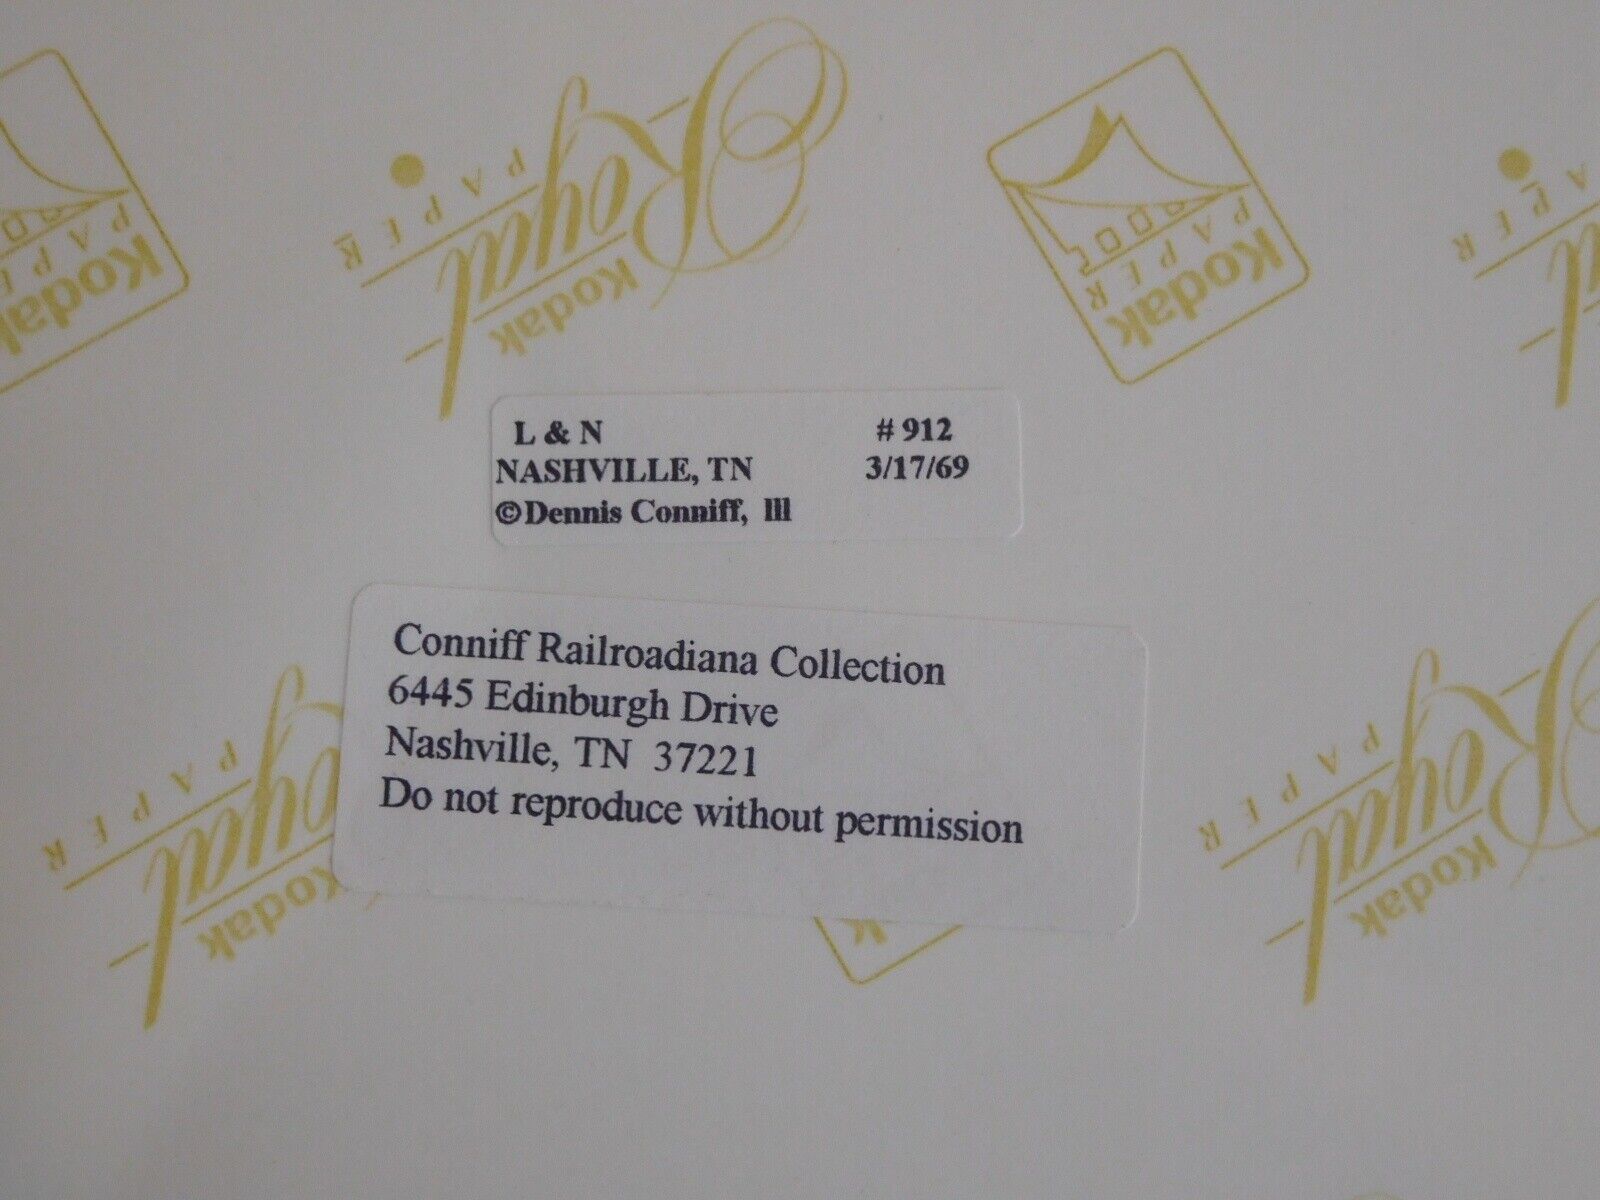 Kodak
PAPER
Kodak
Royal
PAPER
Kodak
PAPER
Royal
PAPER
L & N # 912
NASHVILLE, TN 3/17/69
©Dennis Conniff, III
Conniff Railroadiana Collection
6445 Edinburgh Drive
Nashville, TN 37221
Do not reproduce without permission
Kodak
Royal
PAPER
Kodak
Royal
PAPER